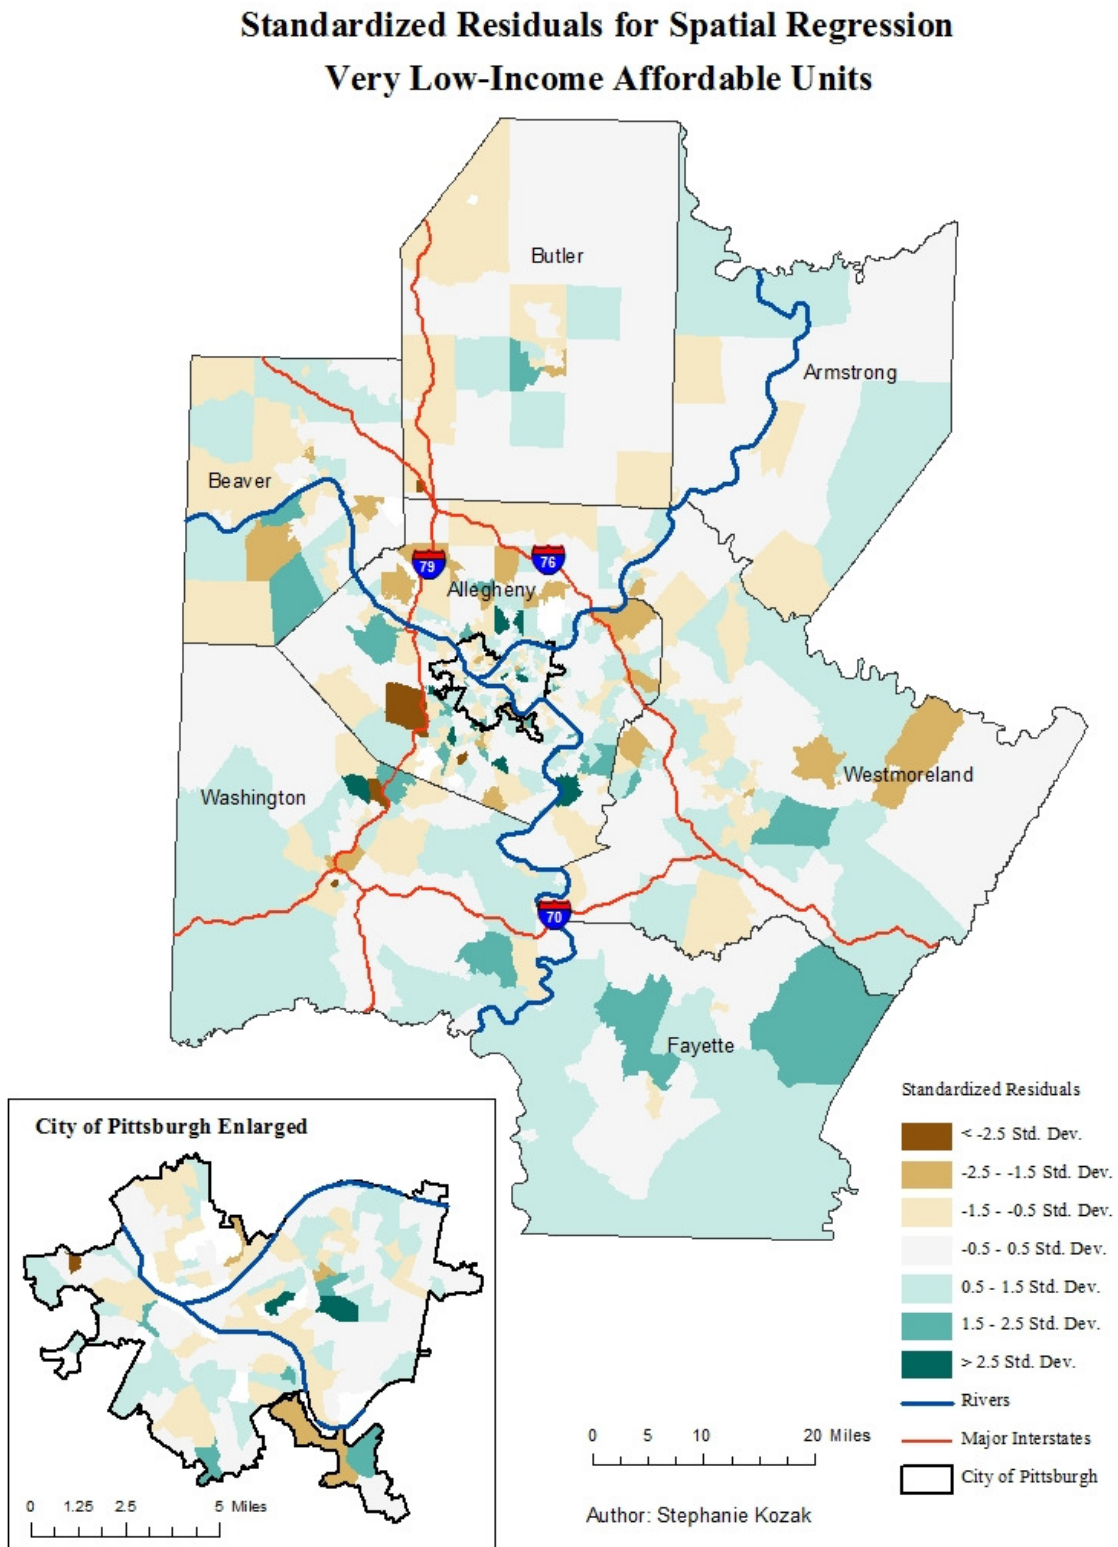 Standardized Residuals for Spatial Regression
Very Low-Income Affordable Units
Butler
Armstrong
Beaver
79
76
Allegheny
Westmoreland
Washington
70
Fayette
City of Pittsburgh Enlarged
0 1.25 2.5 5 Miles
Standardized Residuals
< -2.5 Std. Dev.
-2.5 - -1.5 Std. Dev.
-1.5 - -0.5 Std. Dev.
-0.5 - 0.5 Std. Dev.
0.5 - 1.5 Std. Dev.
1.5 - 2.5 Std. Dev.
> 2.5 Std. Dev.
Rivers
Major Interstates
City of Pittsburgh
0 5 10 20 Miles
Author: Stephanie Kozak